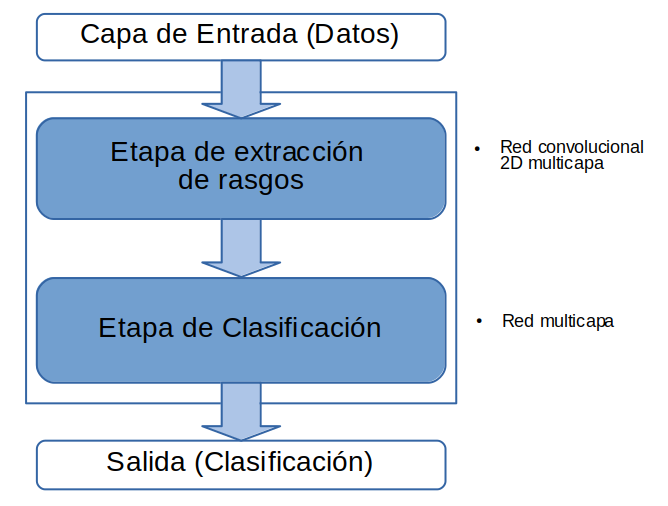 Capa de Entrada (Datos)
Etapa de extracción
de rasgos
• Red convolucional
2D multicapa
Etapa de Clasificación
• Red multicapa
Salida (Clasificación)